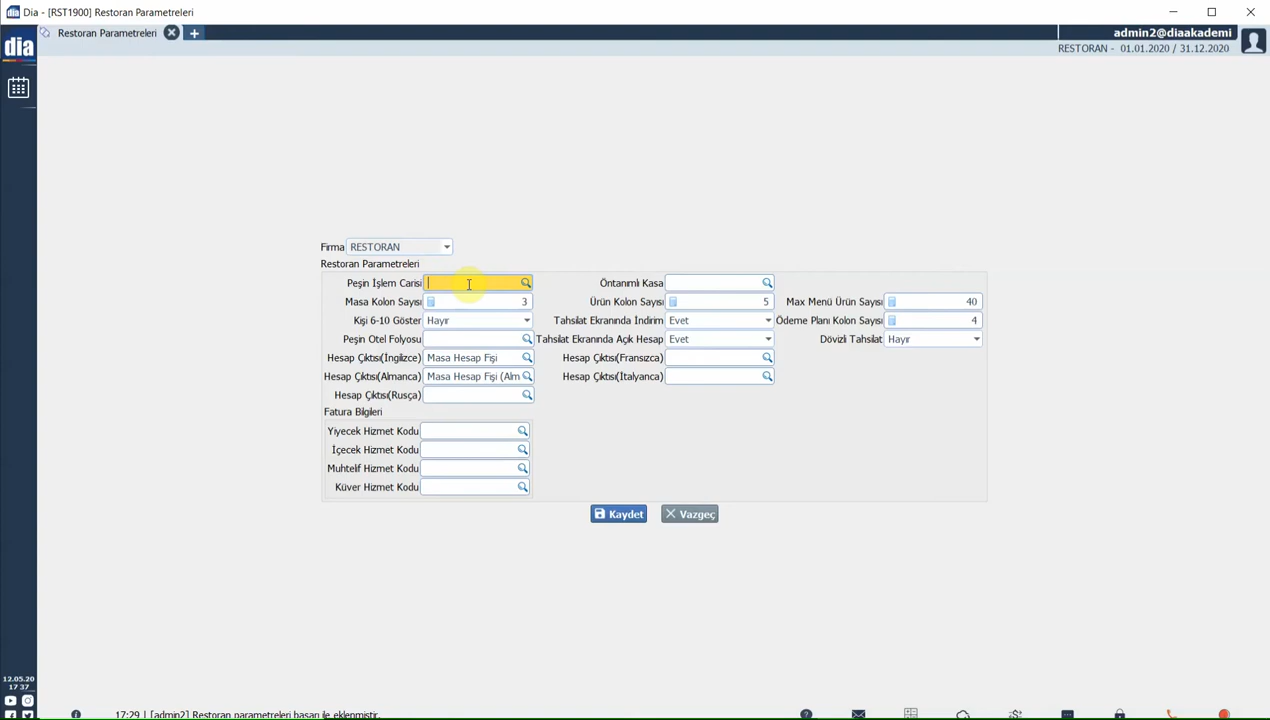 Dia - [RST1900] Restoran Parametreleri
dia Restoran Parametreleri admin2@diaakademi
RESTORAN - 01.01.2020 / 31.12.2020
Firma RESTORAN
Restoran Parametreleri
Peşin İşlem Carisi Öntanımlı Kasa
Masa Kolon Sayısı 3 Ürün Kolon Sayısı 5 Max Menü Ürün Sayısı 40
Kişi 6-10 Göster Hayır Tahsilat Ekranında İndirim Evet Ödeme Planı Kolon Sayısı 4
Peşin Otel Folyosu Tahsilat Ekranında Açık Hesap Evet Dövizli Tahsilat Hayır
Hesap Çıktısı(İngilizce) Masa Hesap Fişi Hesap Çıktısı(Fransızca)
Hesap Çıktısı(Almanca) Masa Hesap Fişi (Alm Hesap Çıktısı(İtalyanca)
Hesap Çıktısı(Rusça)
Fatura Bilgileri
Yiyecek Hizmet Kodu
İçecek Hizmet Kodu
Muhtelif Hizmet Kodu
Küver Hizmet Kodu
Kaydet Vazgeç
12.05.20
17 37
17:29 | [admin2] Restoran parametreleri başarı ile eklenmiştir.